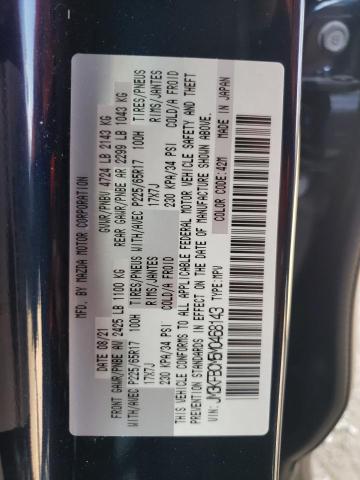 MFD. BY MAZDA MOTOR CORPORATION
DATE 08/21 GVWR/PNBV 4724 LB 2143 KG
FRONT GAWR/PNBE AV 2425 LB 1100 KG REAR GAWR/PNBE AR 2299 LB 1043 KG
WITH/AVEC P225/65R17 100H TIRES/PNEUS WITH/AVEC P225/65R17 100H TIRES/PNEUS
17X7J RIMS/JANTES 17X7J RIMS/JANTES
230 KPA/34 PSI COLD/A FROID 230 KPA/34 PSI COLD/A FROID
THIS VEHICLE CONFORMS TO ALL APPLICABLE FEDERAL MOTOR VEHICLE SAFETY AND THEFT
PREVENTION STANDARDS IN EFFECT ON THE DATE OF MANUFACTURE SHOWN ABOVE.
VIN: TYPE:MPV COLOR CODE:42M MADE IN JAPAN